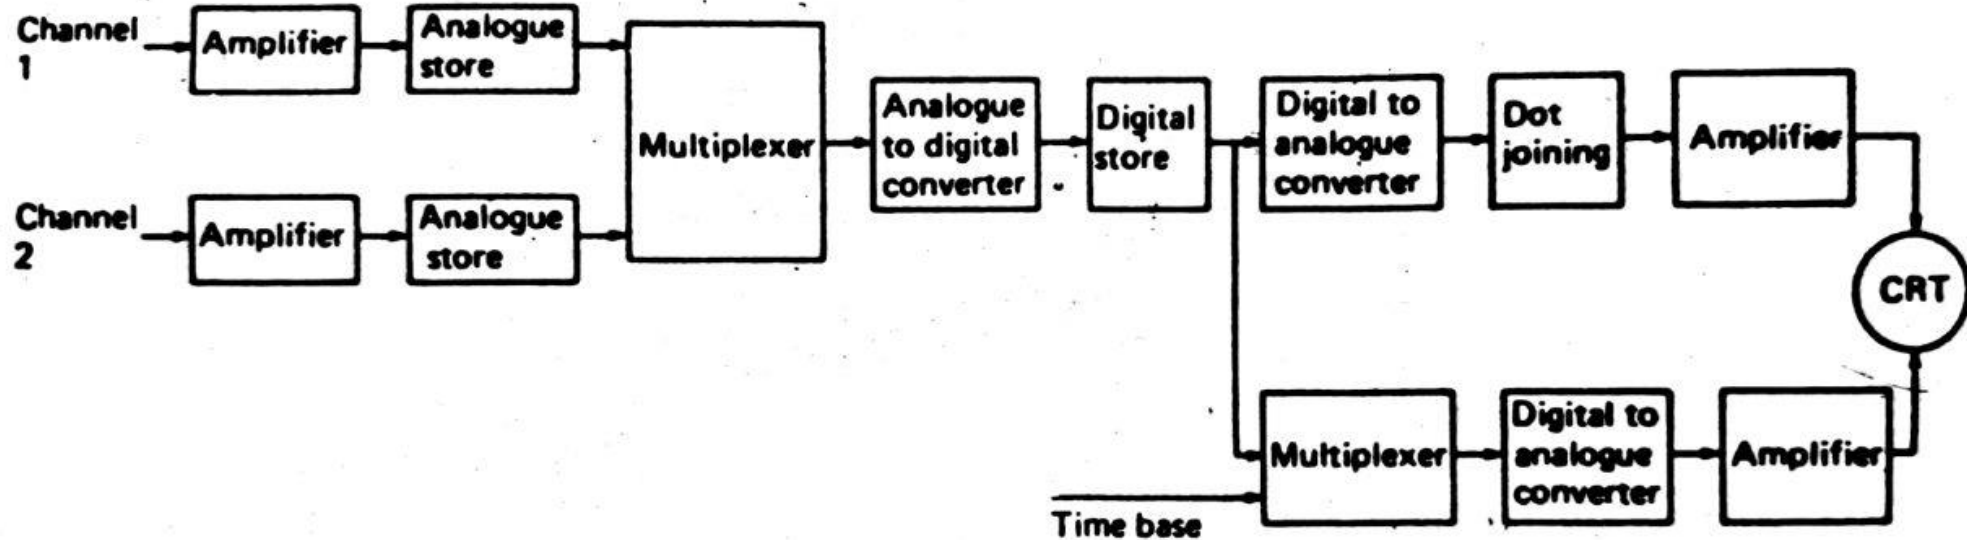 Channel
1
Amplifier
Analogue
store
Channel
2
Amplifier
Analogue
store
Multiplexer
Analogue
to digital
converter
Digital
store
Digital to
analogue
converter
Dot
joining
Amplifier
CRT
Time base
Multiplexer
Digital to
analogue
converter
Amplifier